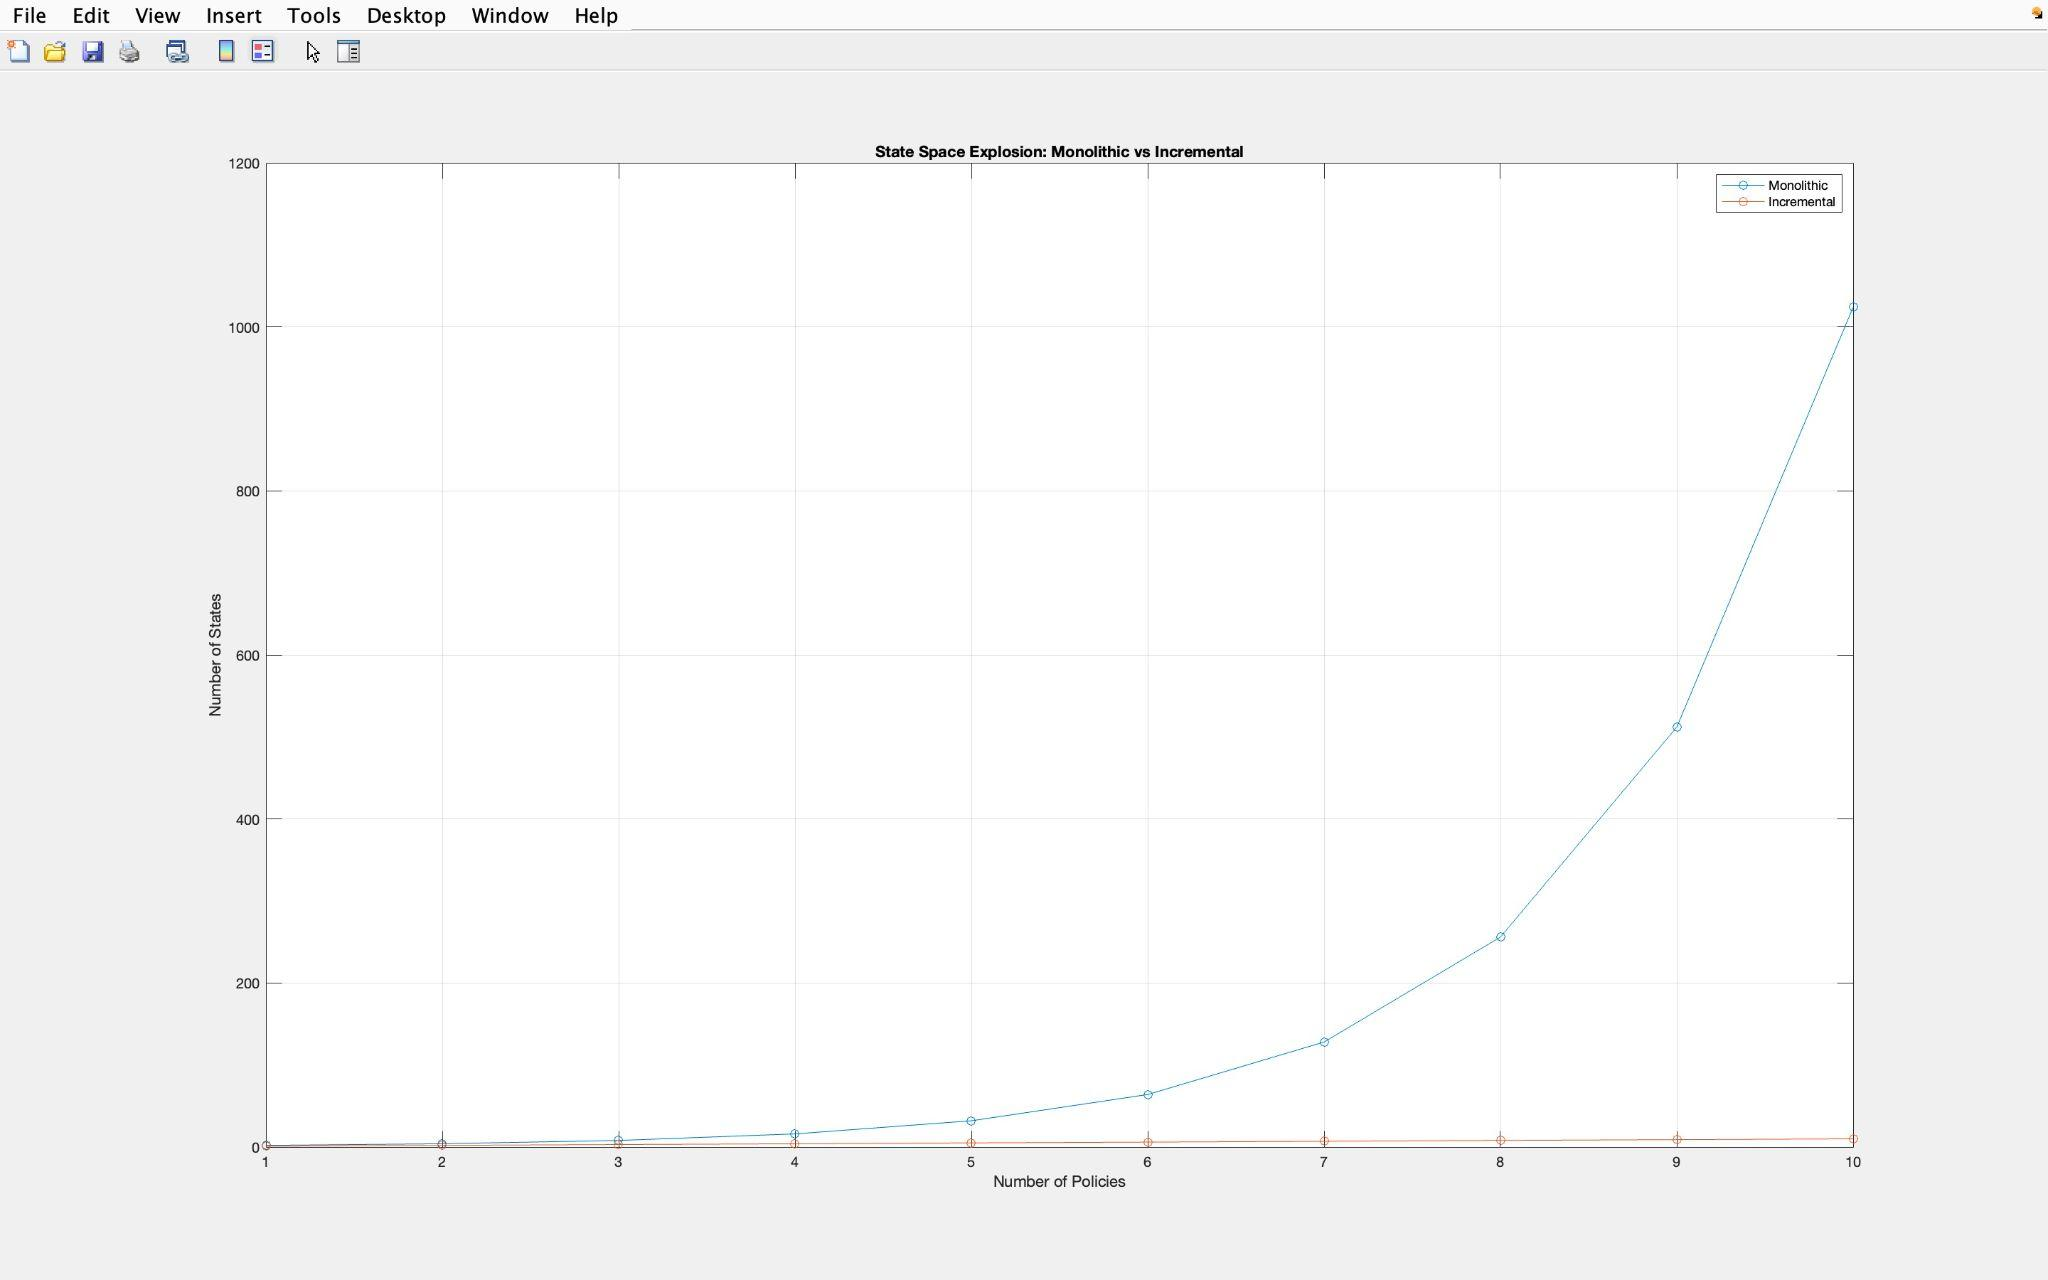 File Edit View Insert Tools Desktop Window Help
State Space Explosion: Monolithic vs Incremental
Monolithic
Incremental
1200
1000
800
600
400
200
0
Number of States
1 2 3 4 5 6 7 8 9 10
Number of Policies